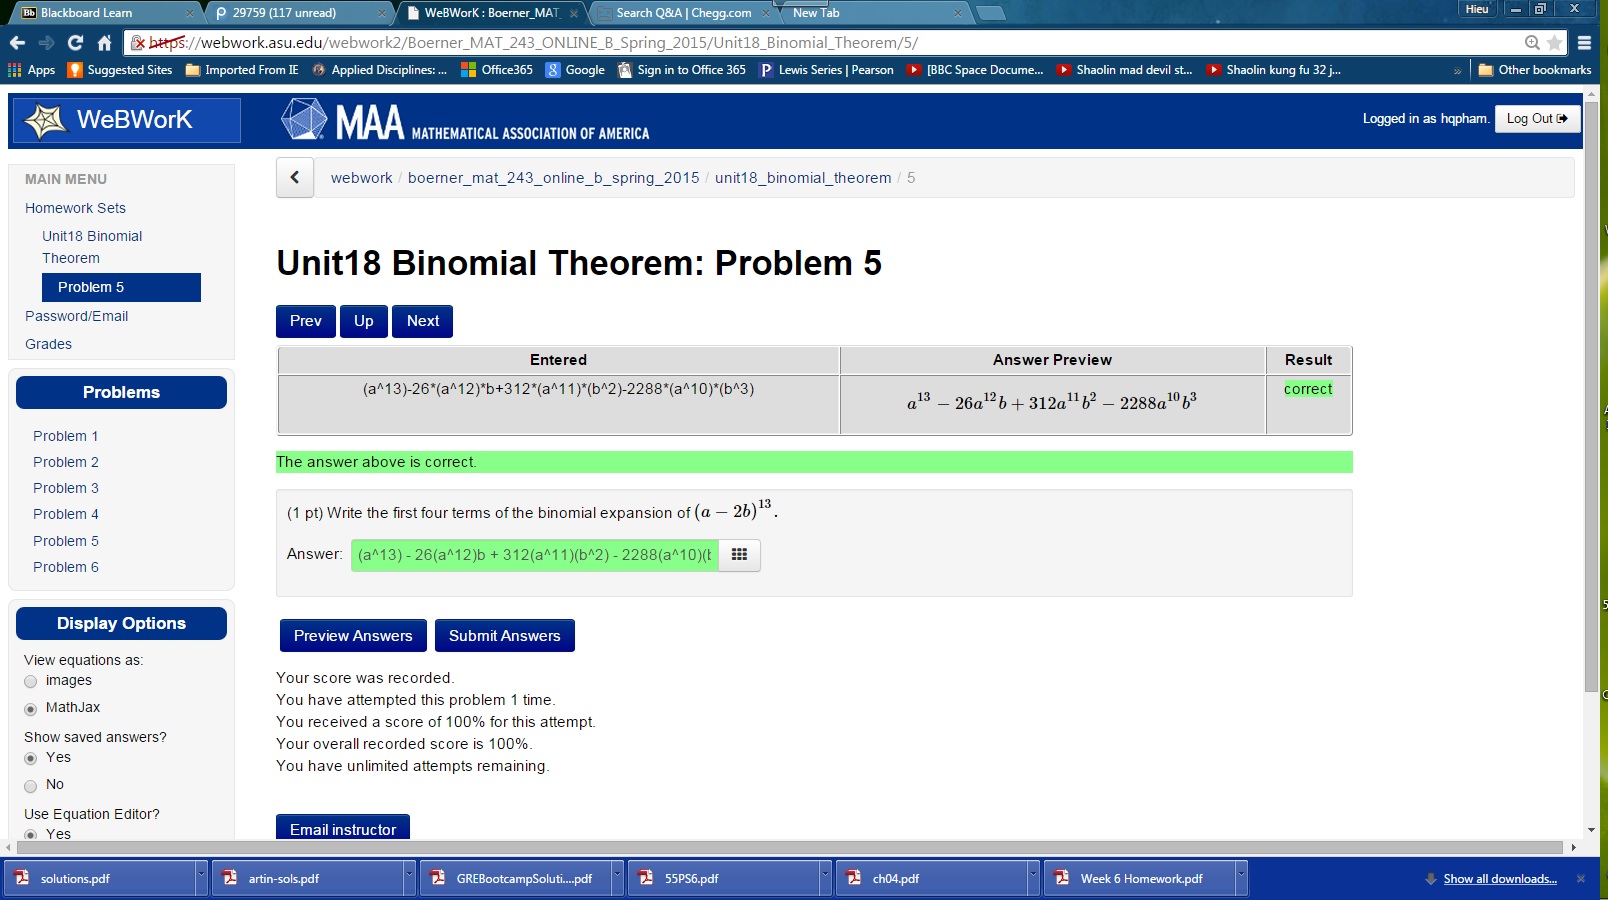 Blackboard Learn
29759 (117 unread)
WeBWorK : Boerner_MAT_
Search Q&A | Chegg.com
New Tab
Hieu
https://webwork.asu.edu/webwork2/Boerner_MAT_243_ONLINE_B_Spring_2015/Unit18_Binomial_Theorem/5/
Apps
Suggested Sites
Imported From IE
Applied Disciplines: ...
Office365
Google
Sign in to Office 365
Lewis Series | Pearson
[BBC Space Docume...
Shaolin mad devil st...
Shaolin kung fu 32 j...
»
Other bookmarks
WeBWorK
MAA MATHEMATICAL ASSOCIATION OF AMERICA
Logged in as hqpham.
Log Out
MAIN MENU
Homework Sets
Unit18 Binomial
Theorem
Problem 5
Password/Email
Grades
Problems
Problem 1
Problem 2
Problem 3
Problem 4
Problem 5
Problem 6
Display Options
View equations as:
images
MathJax
Show saved answers?
Yes
No
Use Equation Editor?
Yes
webwork / boerner_mat_243_online_b_spring_2015 / unit18_binomial_theorem / 5
Unit18 Binomial Theorem: Problem 5
Prev
Up
Next
Entered
Answer Preview
Result
(a^13)-26*(a^12)*b+312*(a^11)*(b^2)-2288*(a^10)*(b^3)
a¹³ − 26a¹²b + 312a¹¹b² − 2288a¹⁰b³
correct
The answer above is correct.
(1 pt) Write the first four terms of the binomial expansion of (a − 2b)¹³.
Answer: (a^13) - 26(a^12)b + 312(a^11)(b^2) - 2288(a^10)(b
Preview Answers
Submit Answers
Your score was recorded.
You have attempted this problem 1 time.
You received a score of 100% for this attempt.
Your overall recorded score is 100%.
You have unlimited attempts remaining.
Email instructor
solutions.pdf
artin-sols.pdf
GREBootcampSoluti....pdf
55PS6.pdf
ch04.pdf
Week 6 Homework.pdf
Show all downloads...